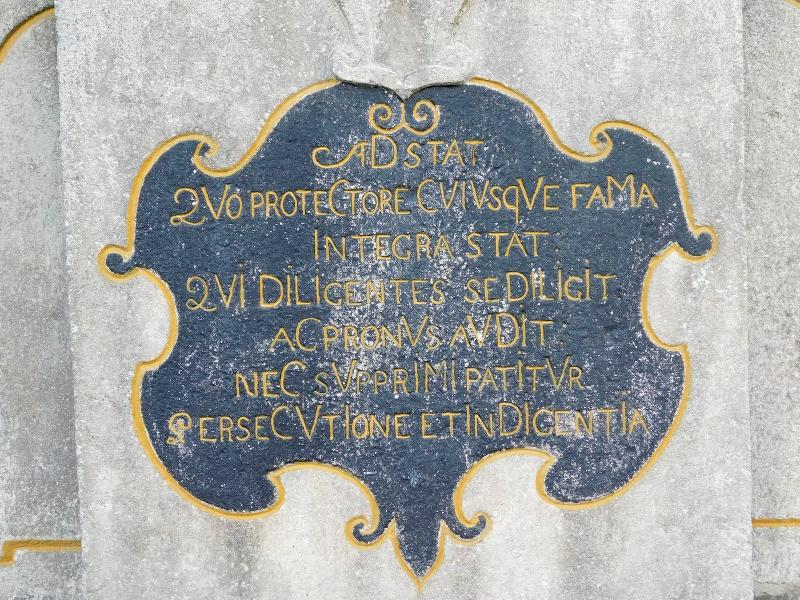 ADSTAT
QVO PROTECTORE CVIVSqVE FAMA
INTEGRA STAT:
QVI DILIGENTES SE DILIGIT
AC PRONVS AVDIT:
NEC SVPPRIMI PATITVR
PERSECVTIONE ET INDIGENTIA